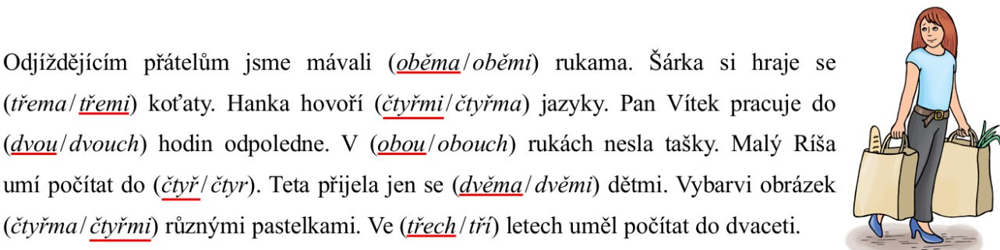 Odjíždějícím přátelům jsme mávali (oběma/oběmi) rukama. Šárka si hraje se
(třema/třemi) koťaty. Hanka hovoří (čtyřmi/čtyřma) jazyky. Pan Vítek pracuje do
(dvou/dvouch) hodin odpoledne. V (obou/obouch) rukách nesla tašky. Malý Ríša
umí počítat do (čtyř/čtyr). Teta přijela jen se (dvěma/dvěmi) dětmi. Vybarvi obrázek
(čtyřma/čtyřmi) různými pastelkami. Ve (třech/tří) letech uměl počítat do dvaceti.